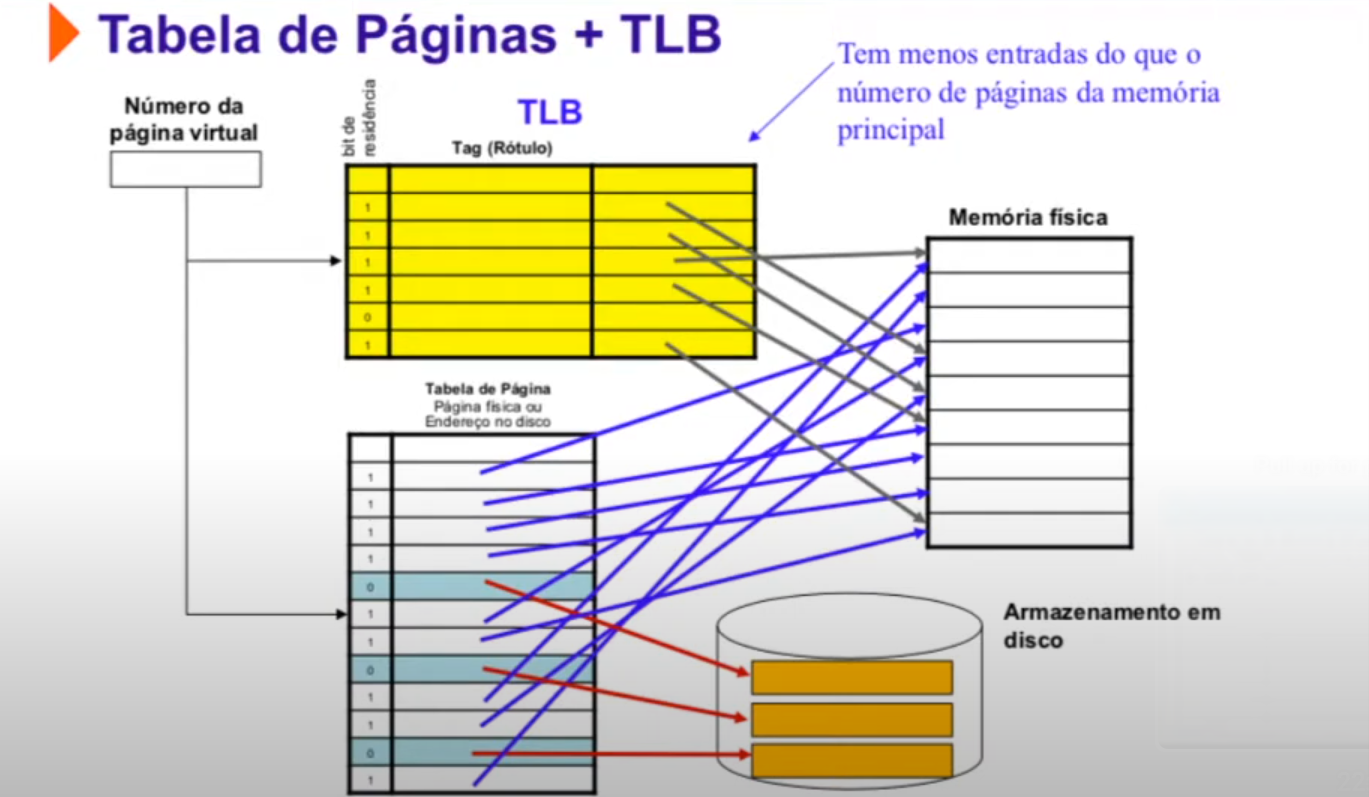 Tabela de Páginas + TLB
Tem menos entradas do que o
número de páginas da memória
principal
Número da
página virtual
bit de
residência
TLB
Tag (Rótulo)
1
1
1
1
0
1
Memória física
Tabela de Página
Página física ou
Endereço no disco
1
1
1
1
0
1
1
0
1
1
0
1
Armazenamento em
disco